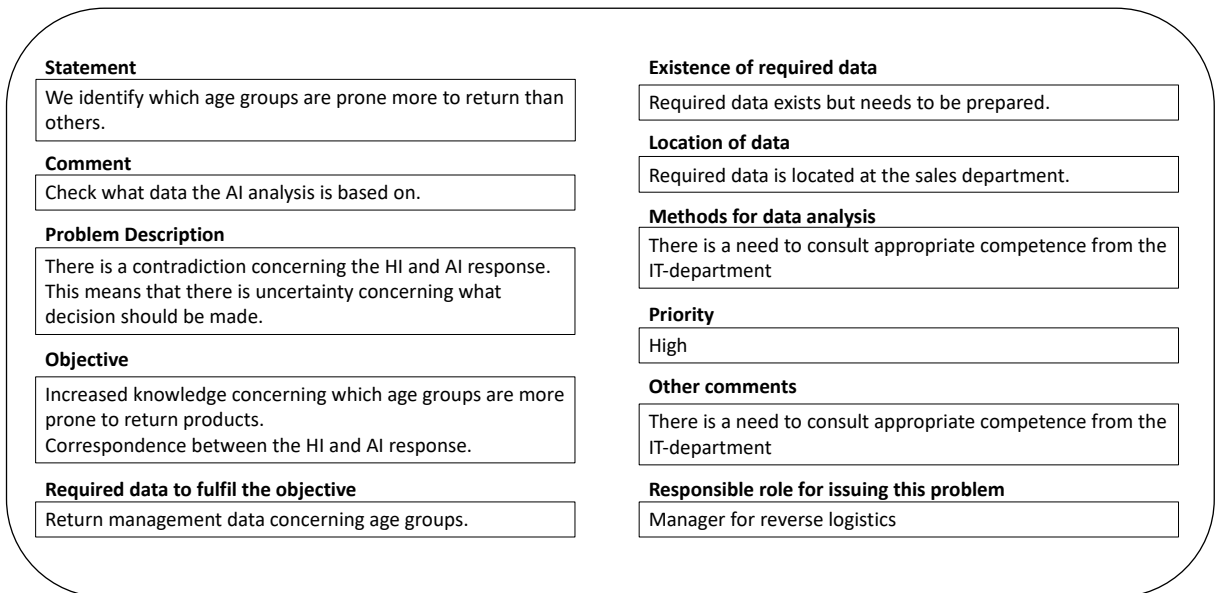 Statement
We identify which age groups are prone more to return than
others.
Comment
Check what data the AI analysis is based on.
Problem Description
There is a contradiction concerning the HI and AI response.
This means that there is uncertainty concerning what
decision should be made.
Objective
Increased knowledge concerning which age groups are more
prone to return products.
Correspondence between the HI and AI response.
Required data to fulfil the objective
Return management data concerning age groups.
Existence of required data
Required data exists but needs to be prepared.
Location of data
Required data is located at the sales department.
Methods for data analysis
There is a need to consult appropriate competence from the
IT-department
Priority
High
Other comments
There is a need to consult appropriate competence from the
IT-department
Responsible role for issuing this problem
Manager for reverse logistics